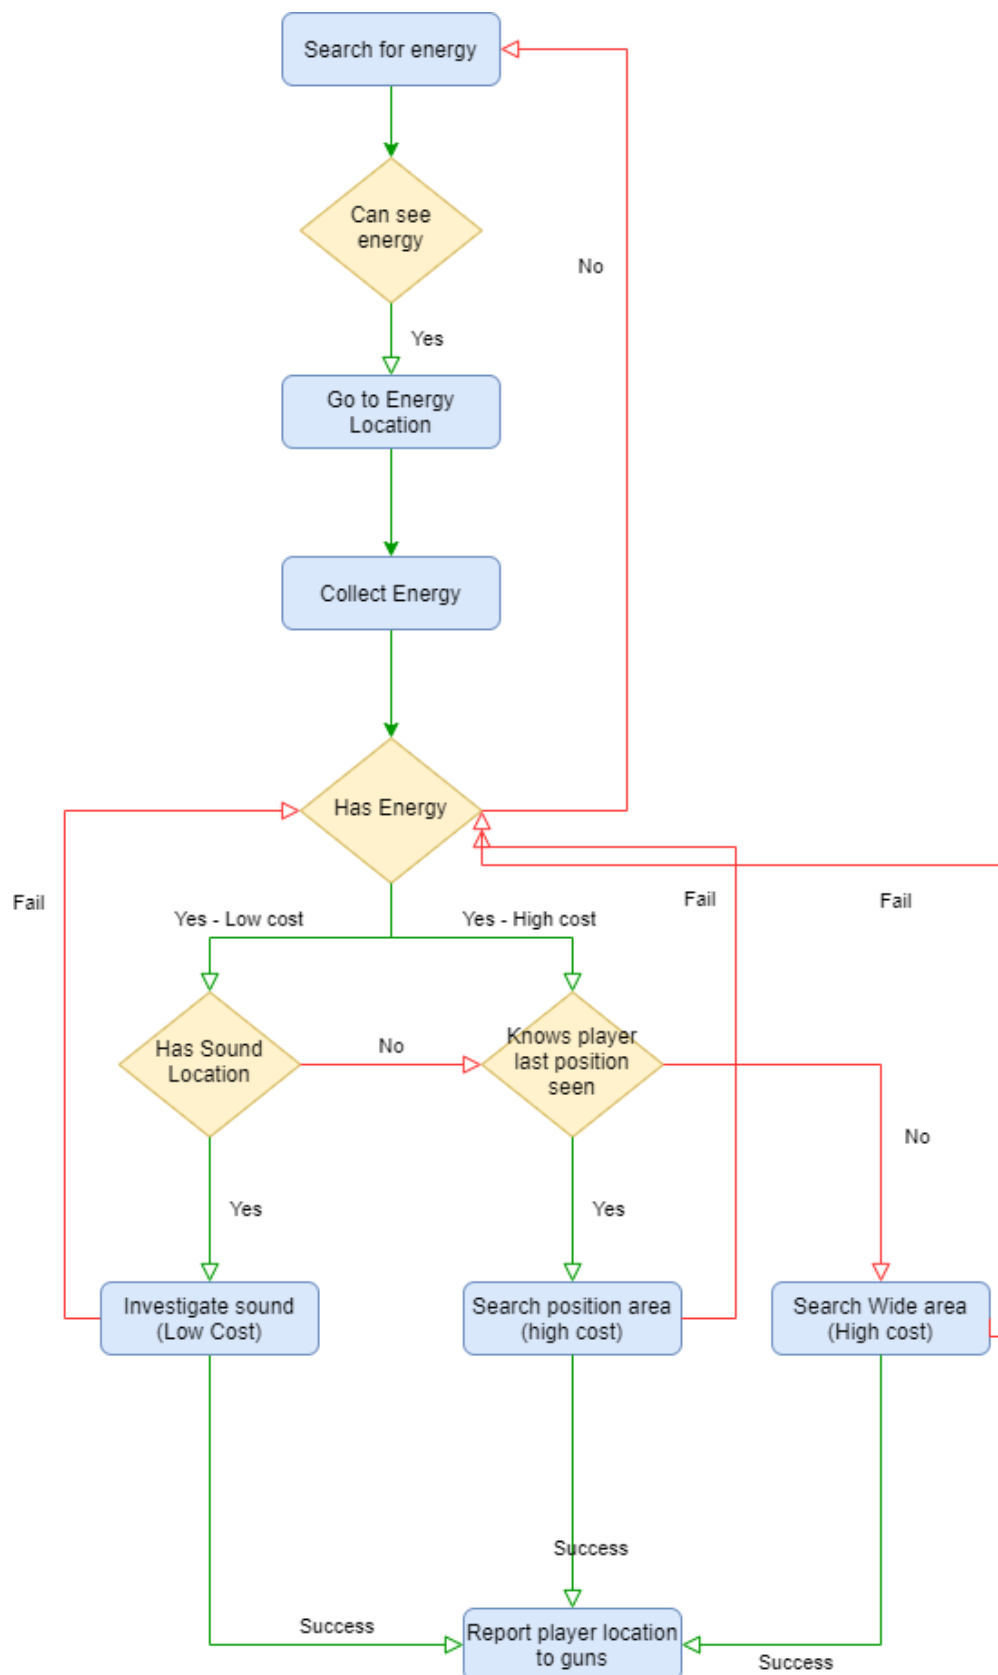 Search for energy
Can see
energy
No
Yes
Go to Energy
Location
Collect Energy
Has Energy
Fail
Fail
Fail
Yes - Low cost
Yes - High cost
Has Sound
Location
No
Knows player
last position
seen
No
Yes
Yes
Investigate sound
(Low Cost)
Search position area
(high cost)
Search Wide area
(High cost)
Success
Success
Report player location
to guns
Success